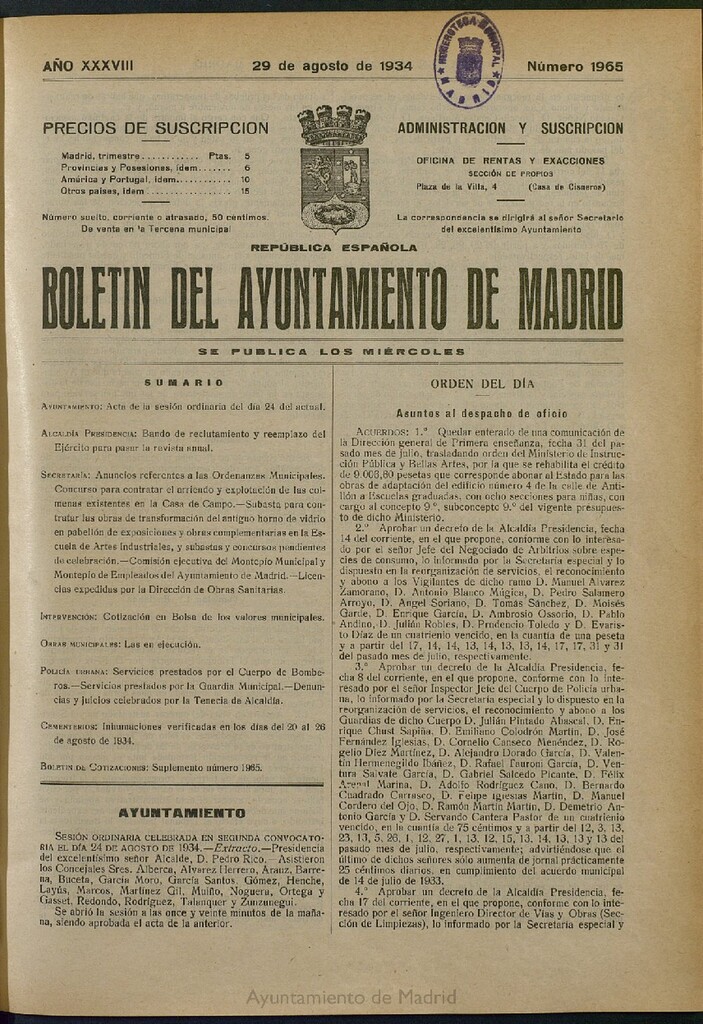 AÑO XXXVIII
29 de agosto de 1934
Número 1965
HEMEROTECA MUNICIPAL
MADRID
PRECIOS DE SUSCRIPCION
Madrid, trimestre............ Ptas. 5
Provincias y Posesiones, ídem....... 6
América y Portugal, ídem............ 10
Otros países, ídem................. 15
Número suelto, corriente o atrasado, 50 céntimos.
De venta en la Tercena municipal
ADMINISTRACION Y SUSCRIPCION
OFICINA DE RENTAS Y EXACCIONES
SECCIÓN DE PROPIOS
Plaza de la Villa, 4 (Casa de Cisneros)
La correspondencia se dirigirá al señor Secretario
del excelentísimo Ayuntamiento
REPÚBLICA ESPAÑOLA
BOLETIN DEL AYUNTAMIENTO DE MADRID
SE PUBLICA LOS MIÉRCOLES
SUMARIO
AYUNTAMIENTO: Acta de la sesión ordinaria del día 24 del actual.
ALCALDÍA PRESIDENCIA: Bando de reclutamiento y reemplazo del
Ejército para pasar la revista anual.
SECRETARÍA: Anuncios referentes a las Ordenanzas Municipales.
Concurso para contratar el arriendo y explotación de las col-
menas existentes en la Casa de Campo.—Subasta para con-
tratar las obras de transformación del antiguo horno de vidrio
en pabellón de exposiciones y obras complementarias en la Es-
cuela de Artes industriales, y subastas y concursos pendientes
de celebración.—Comisión ejecutiva del Montepío Municipal y
Montepío de Empleados del Ayuntamiento de Madrid.—Licen-
cias expedidas por la Dirección de Obras Sanitarias.
INTERVENCIÓN: Cotización en Bolsa de los valores municipales.
OBRAS MUNICIPALES: Las en ejecución.
POLICÍA URBANA: Servicios prestados por el Cuerpo de Bombe-
ros.—Servicios prestados por la Guardia Municipal.—Denun-
cias y juicios celebrados por la Tenencia de Alcaldía.
CEMENTERIOS: Inhumaciones verificadas en los días del 20 al 26
de agosto de 1934.
BOLETÍN DE COTIZACIONES: Suplemento número 1965.
AYUNTAMIENTO
SESIÓN ORDINARIA CELEBRADA EN SEGUNDA CONVOCATO-
RIA EL DÍA 24 DE AGOSTO DE 1934.—Extracto.—Presidencia
del excelentísimo señor Alcalde, D. Pedro Rico.—Asistieron
los Concejales Sres. Alberca, Alvarez Herrero, Aranz, Barre-
na, Buceta, García Moro, García Santos, Gómez, Henche,
Layús, Marcos, Martínez Gil, Muiño, Noguera, Ortega y
Gasset, Redondo, Rodríguez, Talanquer y Zunzunegui.
Se abrió la sesión a las once y veinte minutos de la maña-
na, siendo aprobada el acta de la anterior.
ORDEN DEL DÍA
Asuntos al despacho de oficio
ACUERDOS: 1.º Quedar enterado de una comunicación de
la Dirección general de Primera enseñanza, fecha 31 del pa-
sado mes de julio, trasladando orden del Ministerio de Instruc-
ción Pública y Bellas Artes, por la que se rehabilita el crédito
de 9.006,60 pesetas que corresponde abonar al Estado para las
obras de adaptación del edificio número 4 de la calle de Anti-
llón a Escuelas graduadas, con ocho secciones para niñas, con
cargo al concepto 9.º, subconcepto 9.º del vigente presupues-
to de dicho Ministerio.
2.º Aprobar un decreto de la Alcaldía Presidencia, fecha
14 del corriente, en el que propone, conforme con lo interesa-
do por el señor Jefe del Negociado de Arbitrios sobre espe-
cies de consumo, lo informado por la Secretaría especial y lo
dispuesto en la reorganización de servicios, el reconocimiento
y abono a los Vigilantes de dicho ramo D. Manuel Alvarez
Zamorano, D. Antonio Blanco Múgica, D. Pedro Salamero
Arroyo, D. Angel Soriano, D. Tomás Sánchez, D. Moisés
Garde, D. Enrique García, D. Ambrosio Ossorio, D. Pablo
Andino, D. Julián Robles, D. Prudencio Toledo y D. Evaris-
to Díaz de un cuatrienio vencido, en la cuantía de una peseta
y a partir del 17, 14, 14, 13, 14, 13, 13, 14, 17, 17, 31 y 31
del pasado mes de julio, respectivamente.
3.º Aprobar un decreto de la Alcaldía Presidencia, fe-
cha 8 del corriente, en el que propone, conforme con lo inte-
resado por el señor Inspector Jefe del Cuerpo de Policía urba-
na, lo informado por la Secretaría especial y lo dispuesto en la
reorganización de servicios, el reconocimiento y abono a los
Guardias de dicho Cuerpo D. Julián Pintado Abascal, D. En-
rique Chust Sapiña, D. Emiliano Colodrón Martín, D. José
Fernández Iglesias, D. Cornelio Canseco Menéndez, D. Ro-
gelio Díez Martínez, D. Alejandro Dorado García, D. Valen-
tín Hermenegildo Ibáñez, D. Rafael Tauroni García, D. Ven-
tura Salvate García, D. Gabriel Salcedo Picante, D. Félix
Arenal Marina, D. Adolfo Rodríguez Cano, D. Bernardo
Cuadrado Carrasco, D. Felipe Iglesias Martín, D. Manuel
Cordero del Ojo, D. Ramón Martín Martín, D. Demetrio An-
tonio García y D. Servando Cantera Pastor de un cuatrienio
vencido, en la cuantía de 75 céntimos y a partir del 12, 3, 13,
23, 13, 5, 26, 1, 12, 27, 1, 13, 12, 15, 13, 14, 13, 13 y 13 del
pasado mes de julio, respectivamente; advirtiéndose que el
último de dichos señores sólo aumenta de jornal prácticamente
25 céntimos diarios, en cumplimiento del acuerdo municipal
de 14 de julio de 1933.
4.º Aprobar un decreto de la Alcaldía Presidencia, fe-
cha 17 del corriente, en el que propone, conforme con lo inte-
resado por el señor Ingeniero Director de Vías y Obras (Sec-
ción de Limpiezas), lo informado por la Secretaría especial y
Ayuntamiento de Madrid